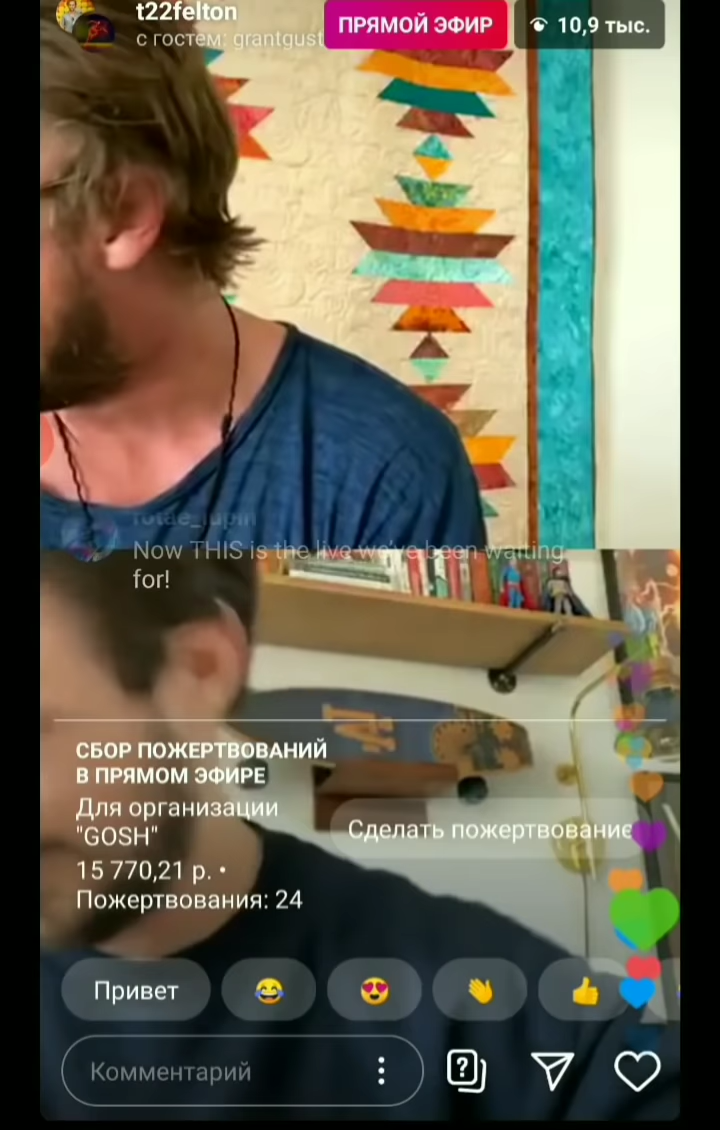 t22felton
ПРЯМОЙ ЭФИР
10,9 тыс.
с гостем: grantgust
Now THIS is the live we've been waiting
for!
СБОР ПОЖЕРТВОВАНИЙ
В ПРЯМОМ ЭФИРЕ
Для организации
"GOSH"
Сделать пожертвование
15 770,21 р. •
Пожертвования: 24
Привет
Комментарий